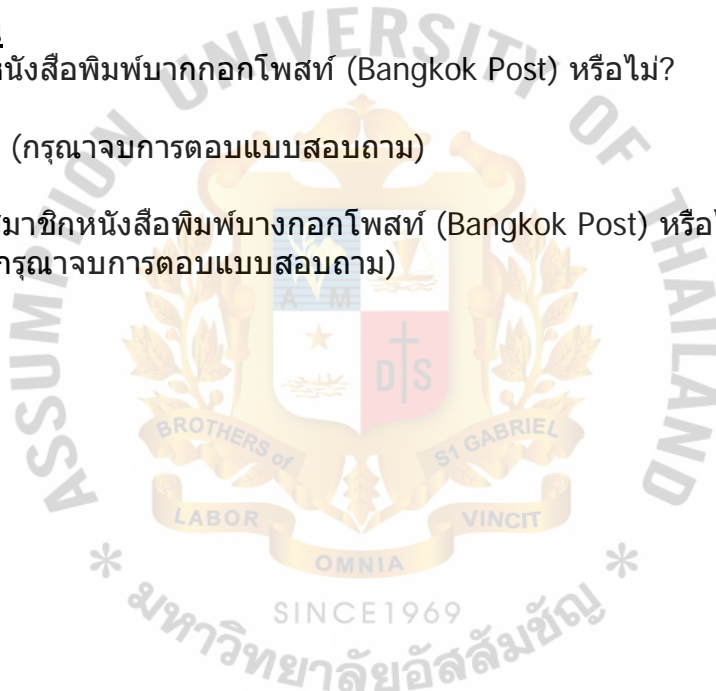 หนังสือพิมพ์บากกอกโพสท์ (Bangkok Post) หรือไม่?
(กรุณาจบการตอบแบบสอบถาม)
มาชิกหนังสือพิมพ์บางกอกโพสท์ (Bangkok Post) หรือ
กรุณาจบการตอบแบบสอบถาม)
ASSUMPTION UNIVERSITY OF THAILAND
A M
D S
BROTHERS of ST GABRIEL
LABOR VINCIT
OMNIA
SINCE1969
* มหาวิทยาลัยอัสสัมชัญ *